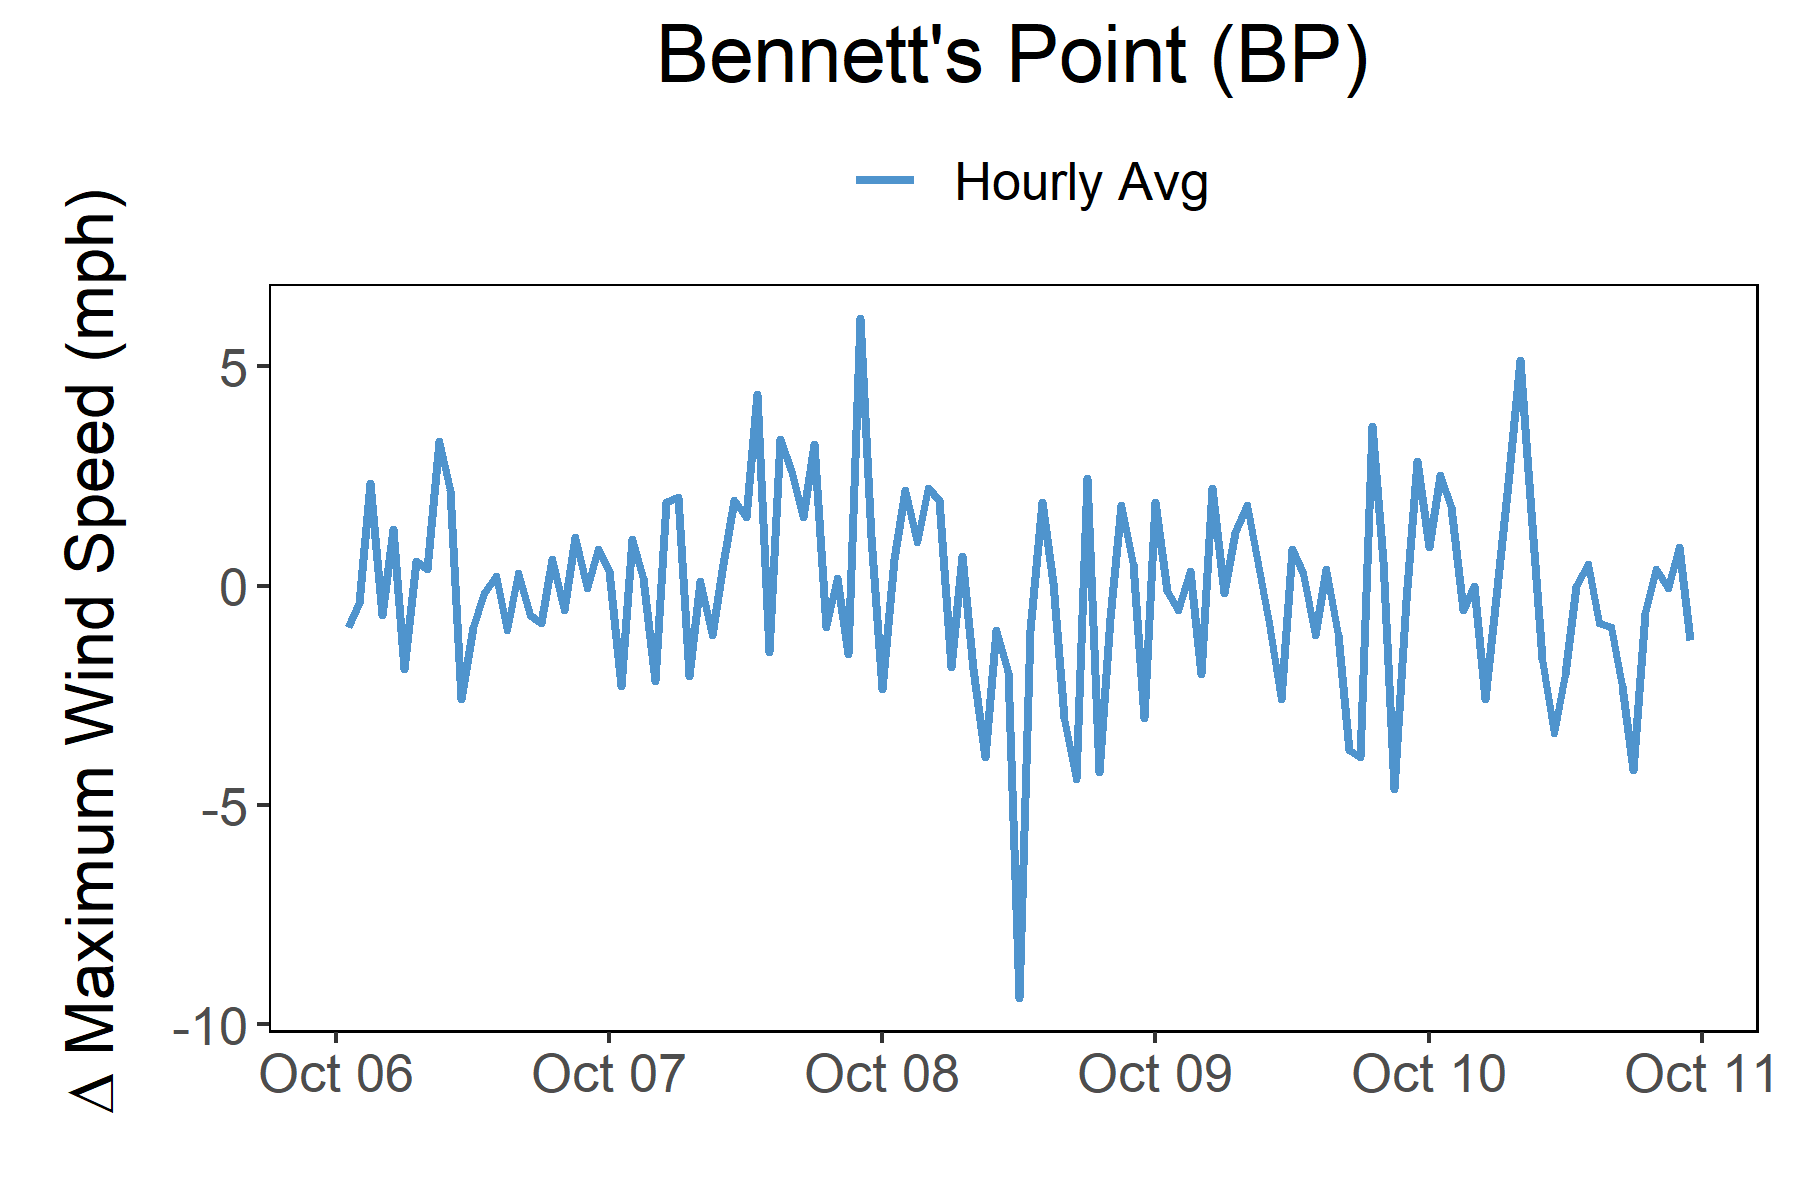 Bennett's Point (BP)
Hourly Avg
Δ Maximum Wind Speed (mph)
5
0
-5
-10
Oct 06
Oct 07
Oct 08
Oct 09
Oct 10
Oct 11